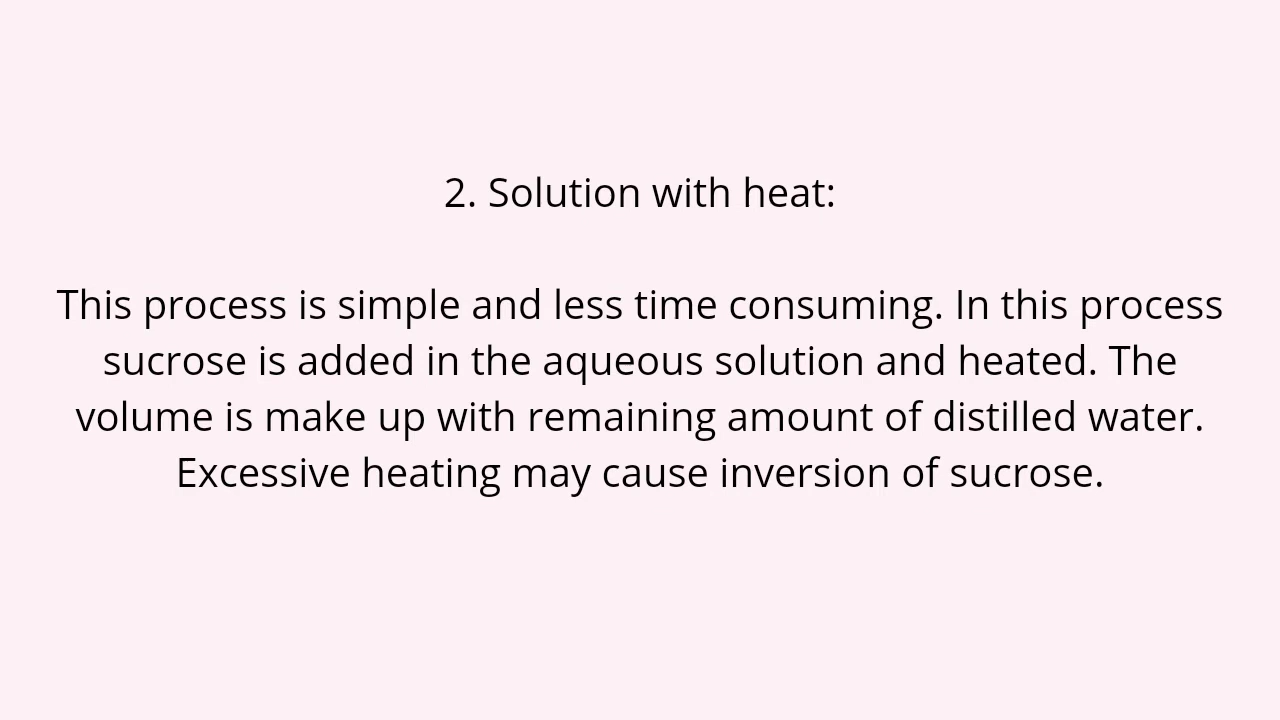 2. Solution with heat:
This process is simple and less time consuming. In this process
sucrose is added in the aqueous solution and heated. The
volume is make up with remaining amount of distilled water.
Excessive heating may cause inversion of sucrose.